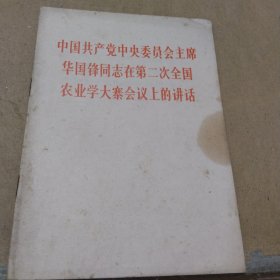 中国共产党中央委员会主席
华国锋同志在第二次全国
农业学大寨会议上的讲话